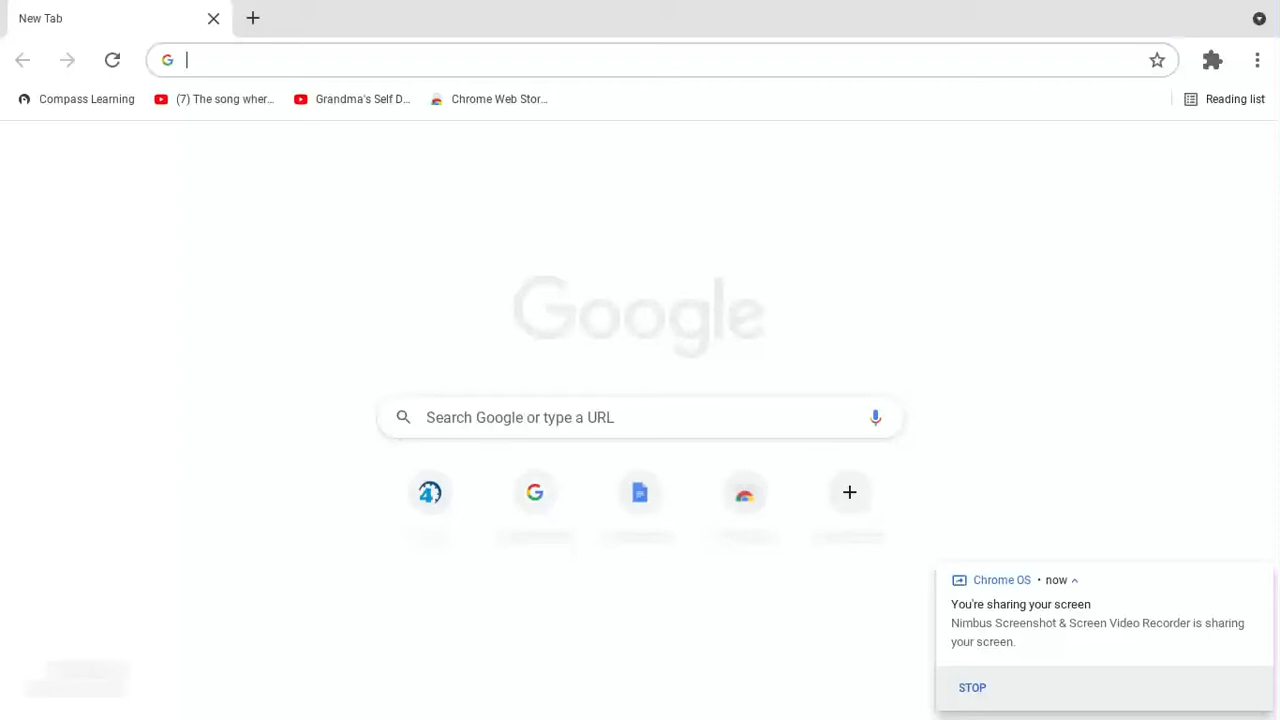 New Tab
Compass Learning
(7) The song wher...
Grandma's Self D...
Chrome Web Stor...
Reading list
Google
Search Google or type a URL
Chrome OS • now
You're sharing your screen
Nimbus Screenshot & Screen Video Recorder is sharing
your screen.
STOP